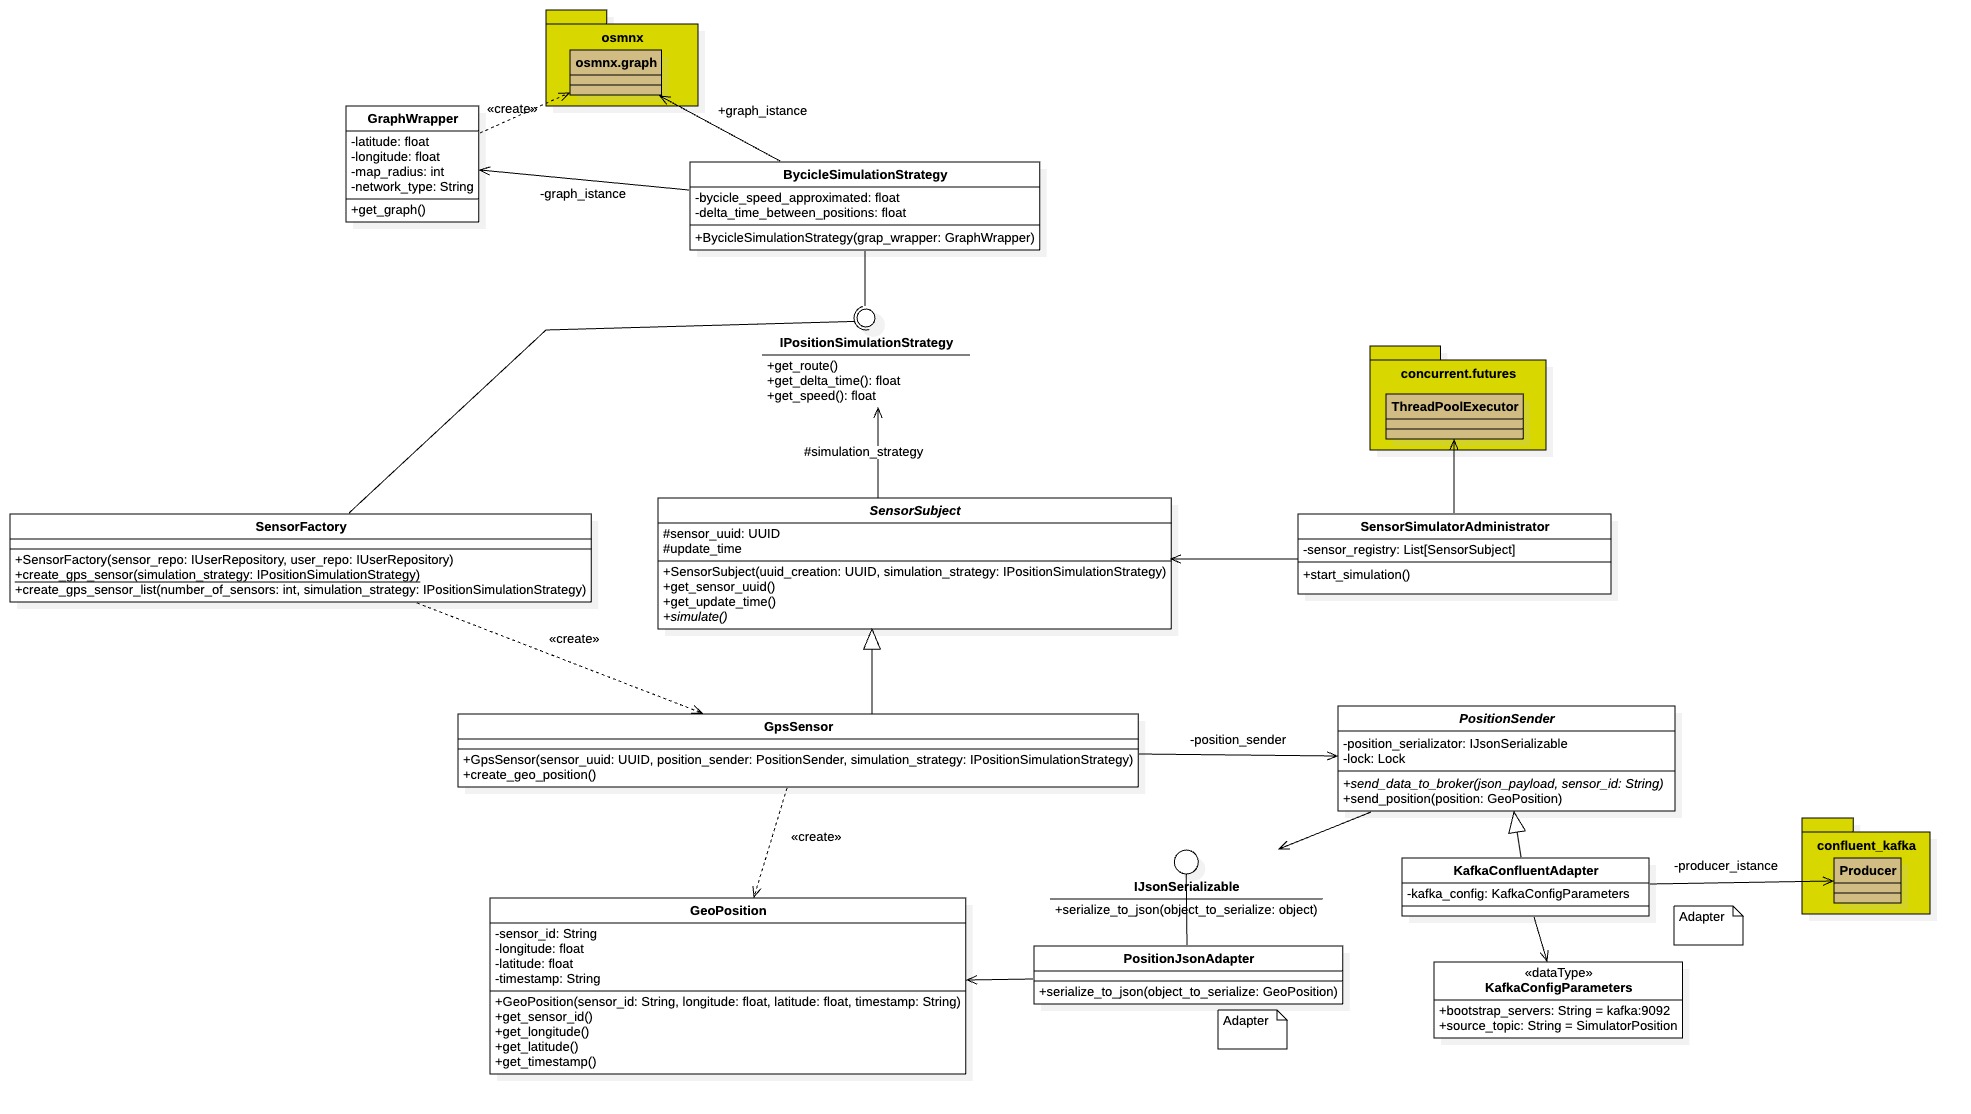 osmnx
osmnx.graph
«create»
+graph_istance
GraphWrapper
-latitude: float
-longitude: float
-map_radius: int
-network_type: String
+get_graph()
-graph_istance
BycicleSimulationStrategy
-bycicle_speed_approximated: float
-delta_time_between_positions: float
+BycicleSimulationStrategy(grap_wrapper: GraphWrapper)
IPositionSimulationStrategy
+get_route()
+get_delta_time(): float
+get_speed(): float
concurrent.futures
ThreadPoolExecutor
#simulation_strategy
SensorFactory
+SensorFactory(sensor_repo: IUserRepository, user_repo: IUserRepository)
+create_gps_sensor(simulation_strategy: IPositionSimulationStrategy)
+create_gps_sensor_list(number_of_sensors: int, simulation_strategy: IPositionSimulationStrategy)
SensorSubject
#sensor_uuid: UUID
#update_time
+SensorSubject(uuid_creation: UUID, simulation_strategy: IPositionSimulationStrategy)
+get_sensor_uuid()
+get_update_time()
+simulate()
SensorSimulatorAdministrator
-sensor_registry: List[SensorSubject]
+start_simulation()
«create»
GpsSensor
+GpsSensor(sensor_uuid: UUID, position_sender: PositionSender, simulation_strategy: IPositionSimulationStrategy)
+create_geo_position()
-position_sender
PositionSender
-position_serializator: IJsonSerializable
-lock: Lock
+send_data_to_broker(json_payload, sensor_id: String)
+send_position(position: GeoPosition)
«create»
IJsonSerializable
+serialize_to_json(object_to_serialize: object)
KafkaConfluentAdapter
-kafka_config: KafkaConfigParameters
-producer_istance
confluent_kafka
Producer
Adapter
GeoPosition
-sensor_id: String
-longitude: float
-latitude: float
-timestamp: String
+GeoPosition(sensor_id: String, longitude: float, latitude: float, timestamp: String)
+get_sensor_id()
+get_longitude()
+get_latitude()
+get_timestamp()
PositionJsonAdapter
+serialize_to_json(object_to_serialize: GeoPosition)
Adapter
«dataType»
KafkaConfigParameters
+bootstrap_servers: String = kafka:9092
+source_topic: String = SimulatorPosition